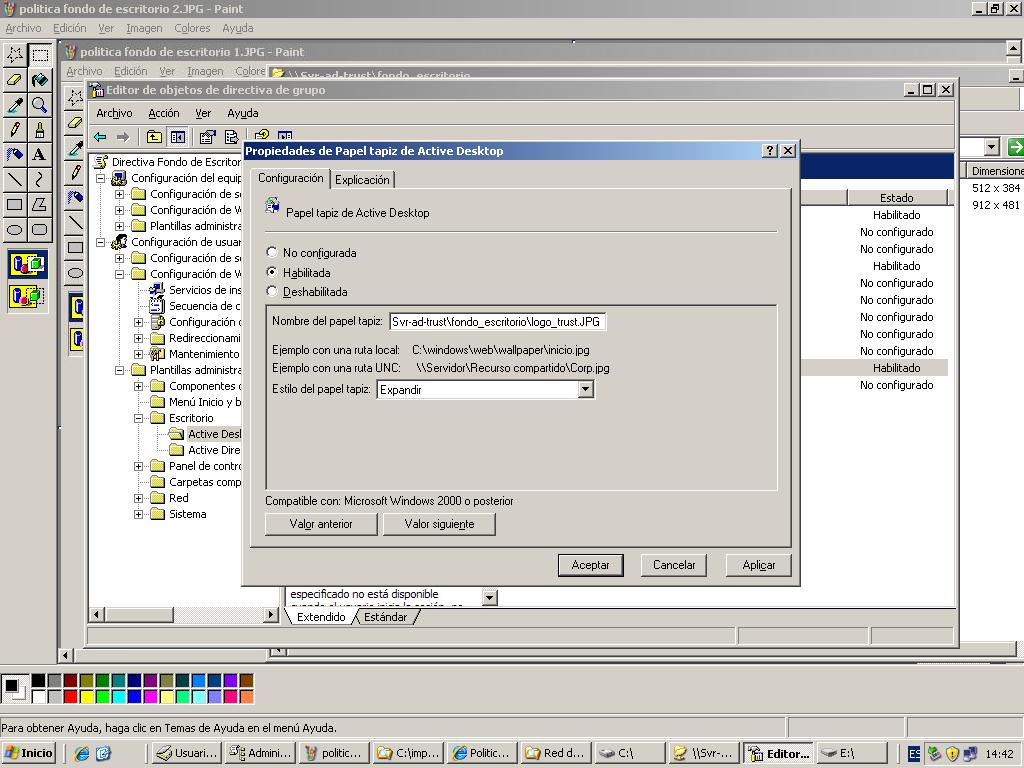 politica fondo de escritorio 2.JPG - Paint
Archivo Edición Ver Imagen Colores Ayuda
politica fondo de escritorio 1.JPG - Paint
Archivo Edición Ver Imagen Colore
\\Svr-ad-trust\fondo_escritorio
Editor de objetos de directiva de grupo
Archivo Acción Ver Ayuda
Directiva Fondo de Escritor
Configuración del equip
Configuración de s
Configuración de W
Plantillas administra
Configuración de usuar
Configuración de s
Configuración de W
Servicios de ins
Secuencia de c
Configuración d
Redireccionami
Mantenimiento
Plantillas administra
Componentes d
Menú Inicio y b
Escritorio
Active Desk
Active Dire
Panel de contro
Carpetas comp
Red
Sistema
Propiedades de Papel tapiz de Active Desktop
Configuración Explicación
Papel tapiz de Active Desktop
No configurada
Habilitada
Deshabilitada
Nombre del papel tapiz: Svr-ad-trust\fondo_escritorio\logo_trust.JPG
Ejemplo con una ruta local: C:\windows\web\wallpaper\inicio.jpg
Ejemplo con una ruta UNC: \\Servidor\Recurso compartido\Corp.jpg
Estilo del papel tapiz: Expandir
Compatible con: Microsoft Windows 2000 o posterior
Valor anterior Valor siguiente
Aceptar Cancelar Aplicar
Estado
Habilitado
No configurado
No configurado
Habilitado
No configurado
No configurado
No configurado
No configurado
No configurado
Habilitado
No configurado
Dimensione
512 x 384
912 x 481
especificado no está disponible
cuando el usuario inicia la sesión, no
Extendido Estándar
Para obtener Ayuda, haga clic en Temas de Ayuda en el menú Ayuda.
Inicio Usuari... Admini... politic... C:\imp... Politic... Red d... C:\ \\Svr-... Editor... E:\ ES 14:42